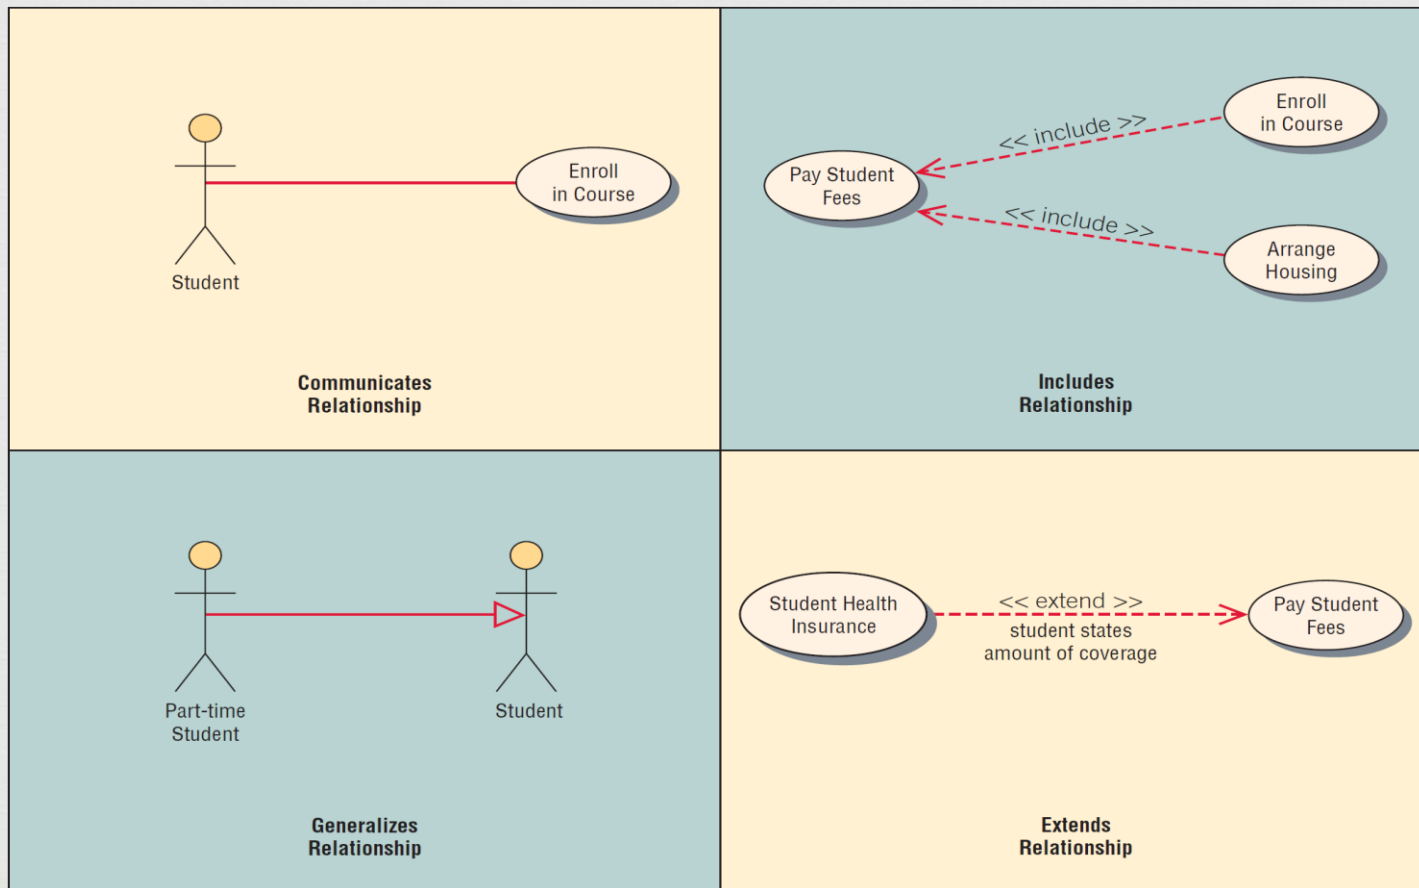 Student
Enroll
in Course
Communicates
Relationship
Pay Student
Fees
<< include >>
Enroll
in Course
<< include >>
Arrange
Housing
Includes
Relationship
Part-time
Student
Student
Generalizes
Relationship
Student Health
Insurance
<< extend >>
student states
amount of coverage
Pay Student
Fees
Extends
Relationship